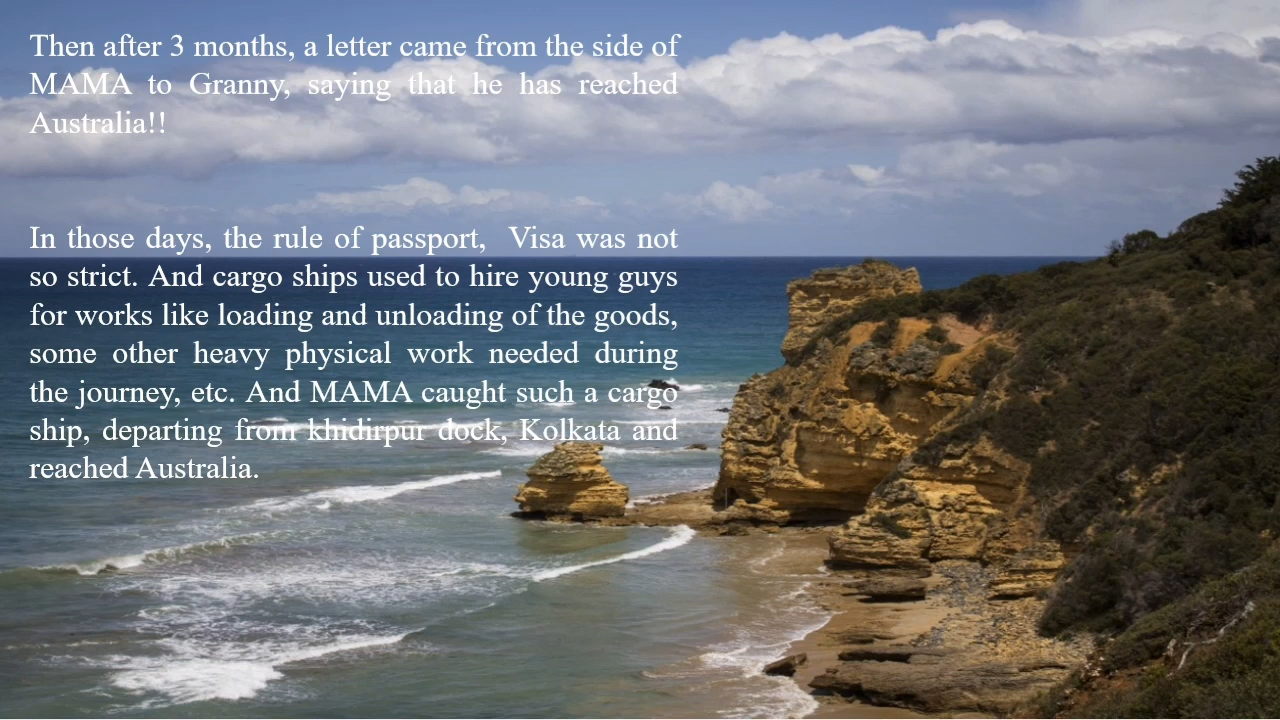 Then after 3 months, a letter came from the side of
MAMA to Granny, saying that he has reached
Australia!!
In those days, the rule of passport,  Visa was not
so strict. And cargo ships used to hire young guys
for works like loading and unloading of the goods,
some other heavy physical work needed during
the journey, etc. And MAMA caught such a cargo
ship, departing from khidirpur dock, Kolkata and
reached Australia.